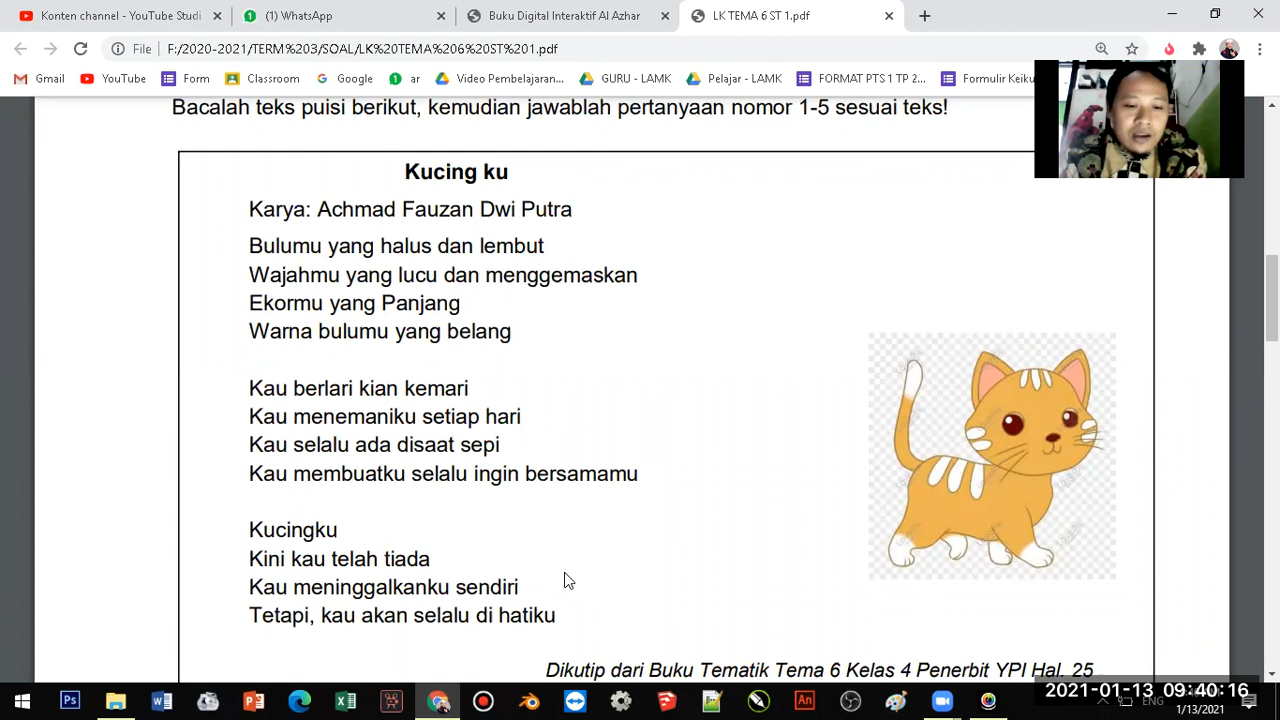 Konten channel - YouTube Studi
(1) WhatsApp
Buku Digital Interaktif Al Azhar
LK TEMA 6 ST 1.pdf
File F:/2020-2021/TERM%203/SOAL/LK%20TEMA%206%20ST%201.pdf
Gmail YouTube Form Classroom Google ar Video Pembelajaran... GURU - LAMK Pelajar - LAMK FORMAT PTS 1 TP 2... Formulir Keiku
Bacalah teks puisi berikut, kemudian jawablah pertanyaan nomor 1-5 sesuai teks!
Kucing ku
Karya: Achmad Fauzan Dwi Putra
Bulumu yang halus dan lembut
Wajahmu yang lucu dan menggemaskan
Ekormu yang Panjang
Warna bulumu yang belang
Kau berlari kian kemari
Kau menemaniku setiap hari
Kau selalu ada disaat sepi
Kau membuatku selalu ingin bersamamu
Kucingku
Kini kau telah tiada
Kau meninggalkanku sendiri
Tetapi, kau akan selalu di hatiku
Dikutip dari Buku Tematik Tema 6 Kelas 4 Penerbit YPI Hal. 25
2021-01-13 09:40:16
ENG
1/13/2021